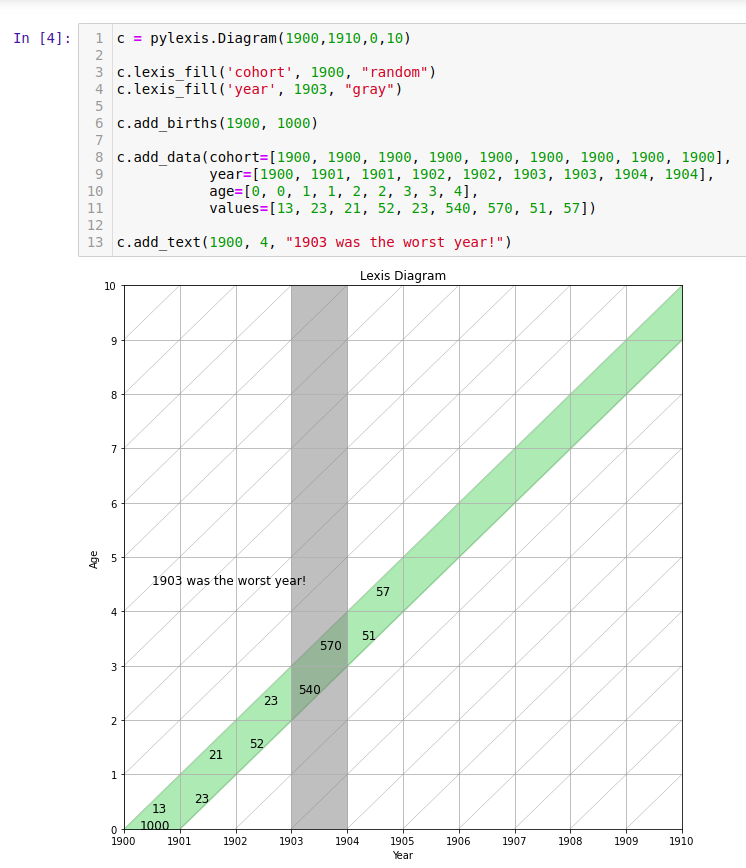 In [4]:
1 c = pylexis.Diagram(1900,1910,0,10)
2
3 c.lexis_fill('cohort', 1900, "random")
4 c.lexis_fill('year', 1903, "gray")
5
6 c.add_births(1900, 1000)
7
8 c.add_data(cohort=[1900, 1900, 1900, 1900, 1900, 1900, 1900, 1900, 1900],
9 year=[1900, 1901, 1901, 1902, 1902, 1903, 1903, 1904, 1904],
10 age=[0, 0, 1, 1, 2, 2, 3, 3, 4],
11 values=[13, 23, 21, 52, 23, 540, 570, 51, 57])
12
13 c.add_text(1900, 4, "1903 was the worst year!")
Lexis Diagram
10
9
8
7
6
5
1903 was the worst year!
57
4
51
570
3
540
23
2
52
21
1
23
13
1000
0
Age
1900 1901 1902 1903 1904 1905 1906 1907 1908 1909 1910
Year